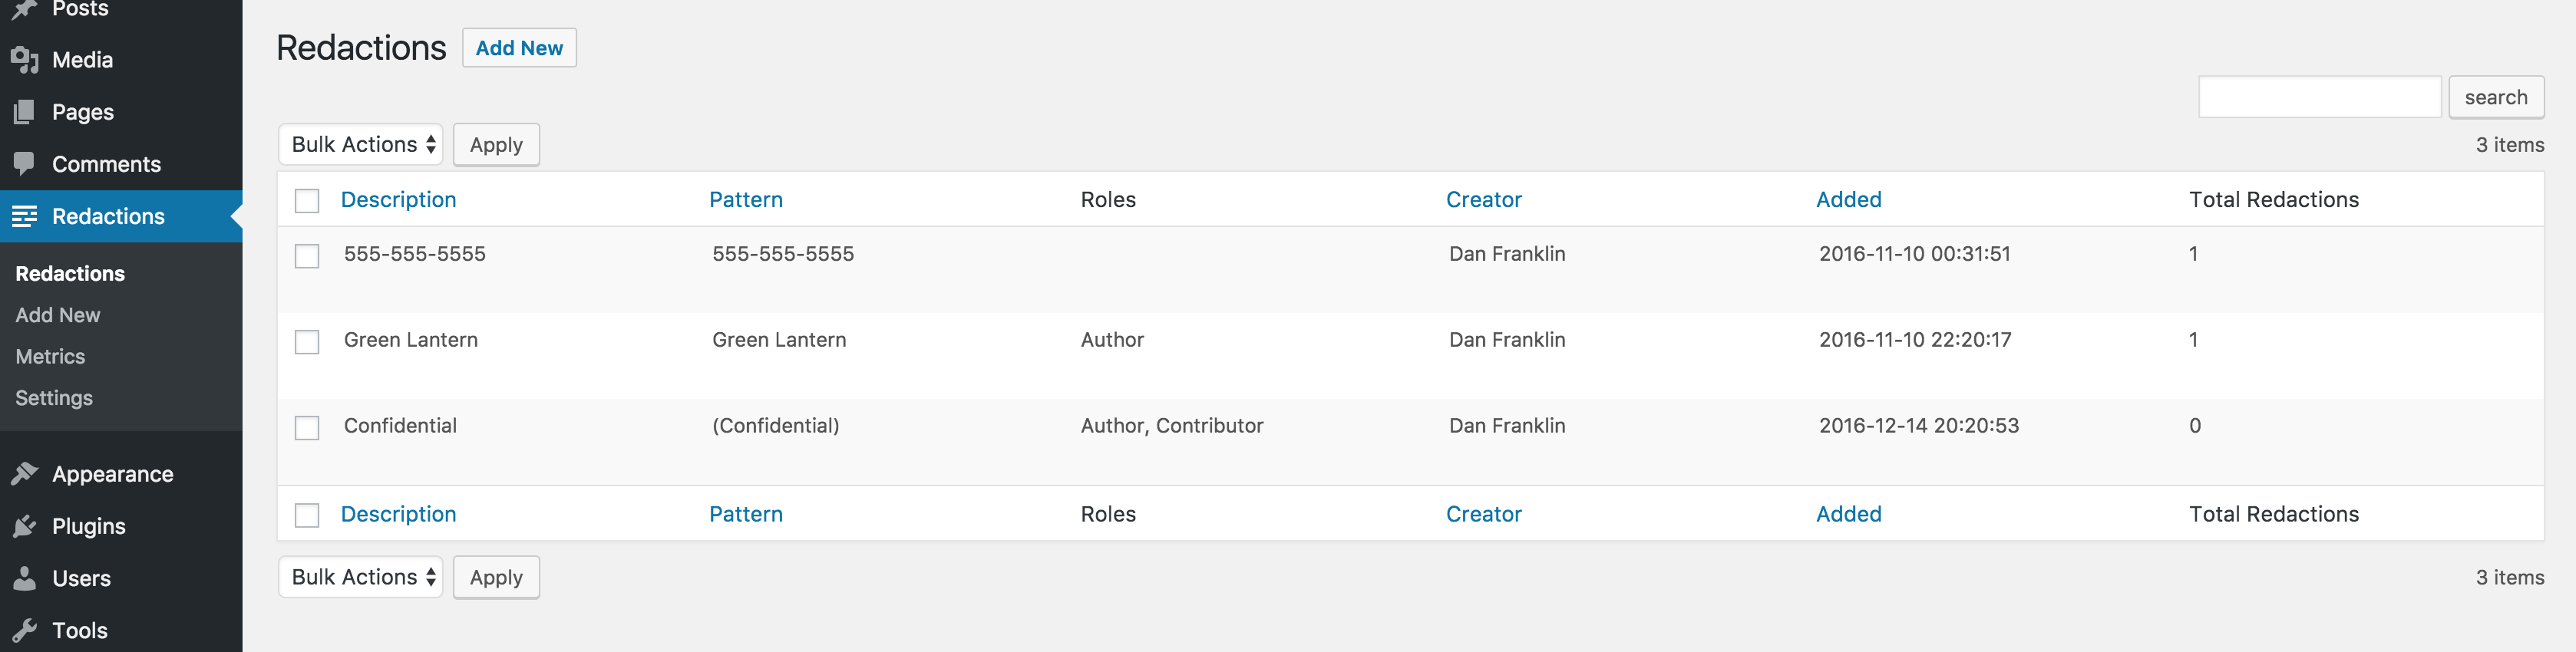 Posts
Media
Pages
Comments
Redactions
Redactions
Add New
Metrics
Settings
Appearance
Plugins
Users
Tools
Redactions Add New
search
Bulk Actions Apply 3 items
Description Pattern Roles Creator Added Total Redactions
555-555-5555 555-555-5555 Dan Franklin 2016-11-10 00:31:51 1
Green Lantern Green Lantern Author Dan Franklin 2016-11-10 22:20:17 1
Confidential (Confidential) Author, Contributor Dan Franklin 2016-12-14 20:20:53 0
Description Pattern Roles Creator Added Total Redactions
Bulk Actions Apply 3 items